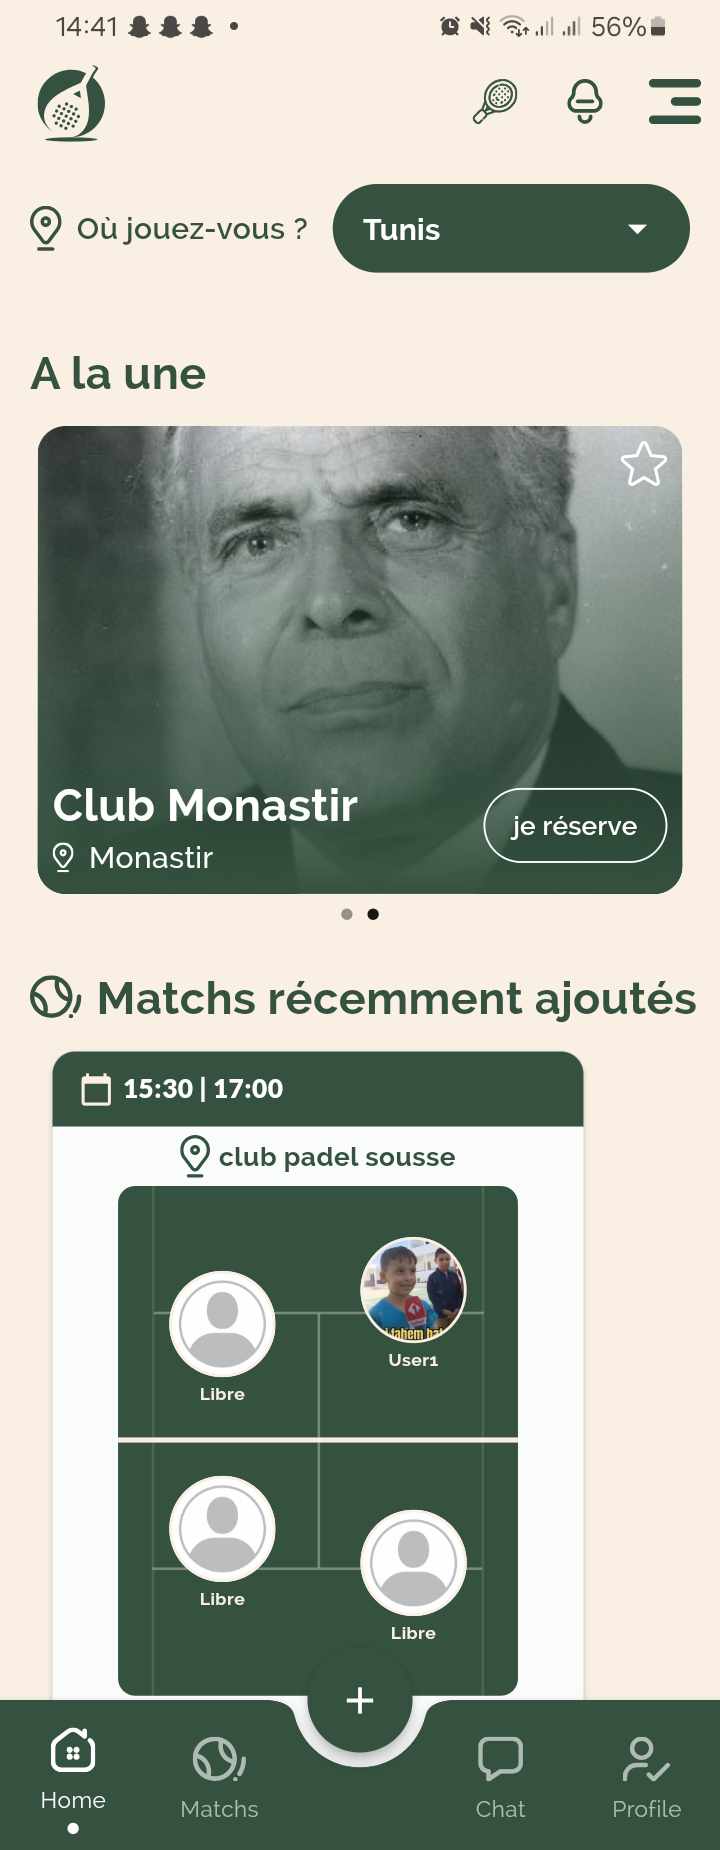 14:41
56%
Où jouez-vous ?
Tunis
A la une
Club Monastir
Monastir
je réserve
Matchs récemment ajoutés
15:30 | 17:00
club padel sousse
User1
Libre
Libre
Libre
+
Home
Matchs
Chat
Profile